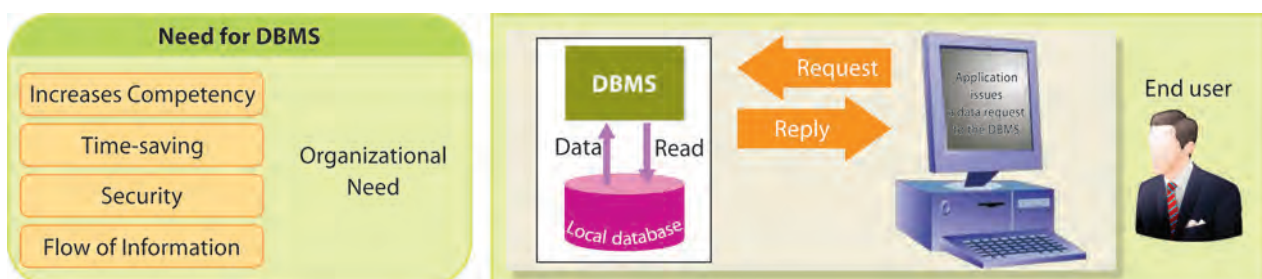 Need for DBMS
Increases Competency
Time-saving
Security
Flow of Information
Organizational
Need
DBMS
Data
Read
Local database
Request
Reply
Application
issues
a data request
to the DBMS
End user